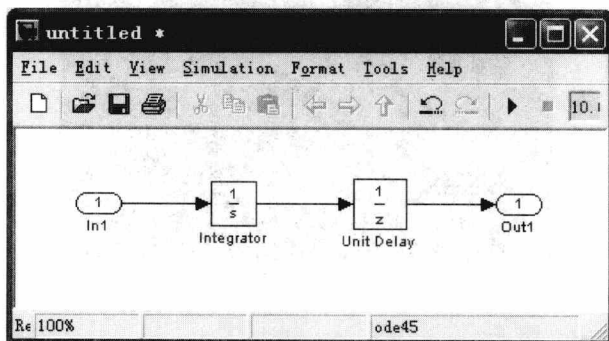 untitled *
File Edit View Simulation Format Tools Help
10.
1
In1
1
s
Integrator
1
z
Unit Delay
1
Out1
Re 100% ode45